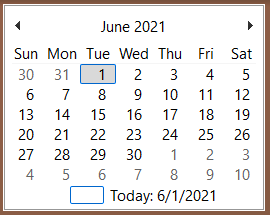 June 2021
Sun Mon Tue Wed Thu Fri Sat
30 31 1 2 3 4 5
6 7 8 9 10 11 12
13 14 15 16 17 18 19
20 21 22 23 24 25 26
27 28 29 30 1 2 3
4 5 6 7 8 9 10
Today: 6/1/2021